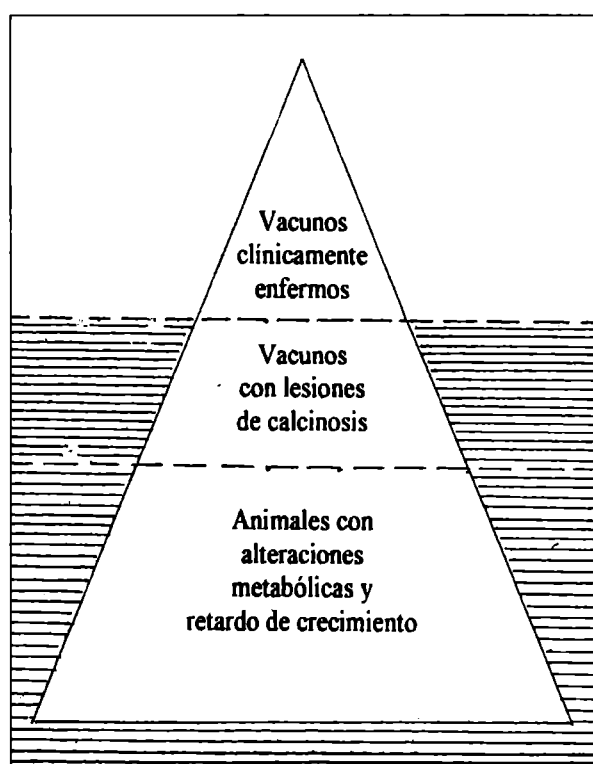 Vacunos
clínicamente
enfermos
Vacunos
con lesiones
de calcinosis
Animales con
alteraciones
metabólicas y
retardo de crecimiento